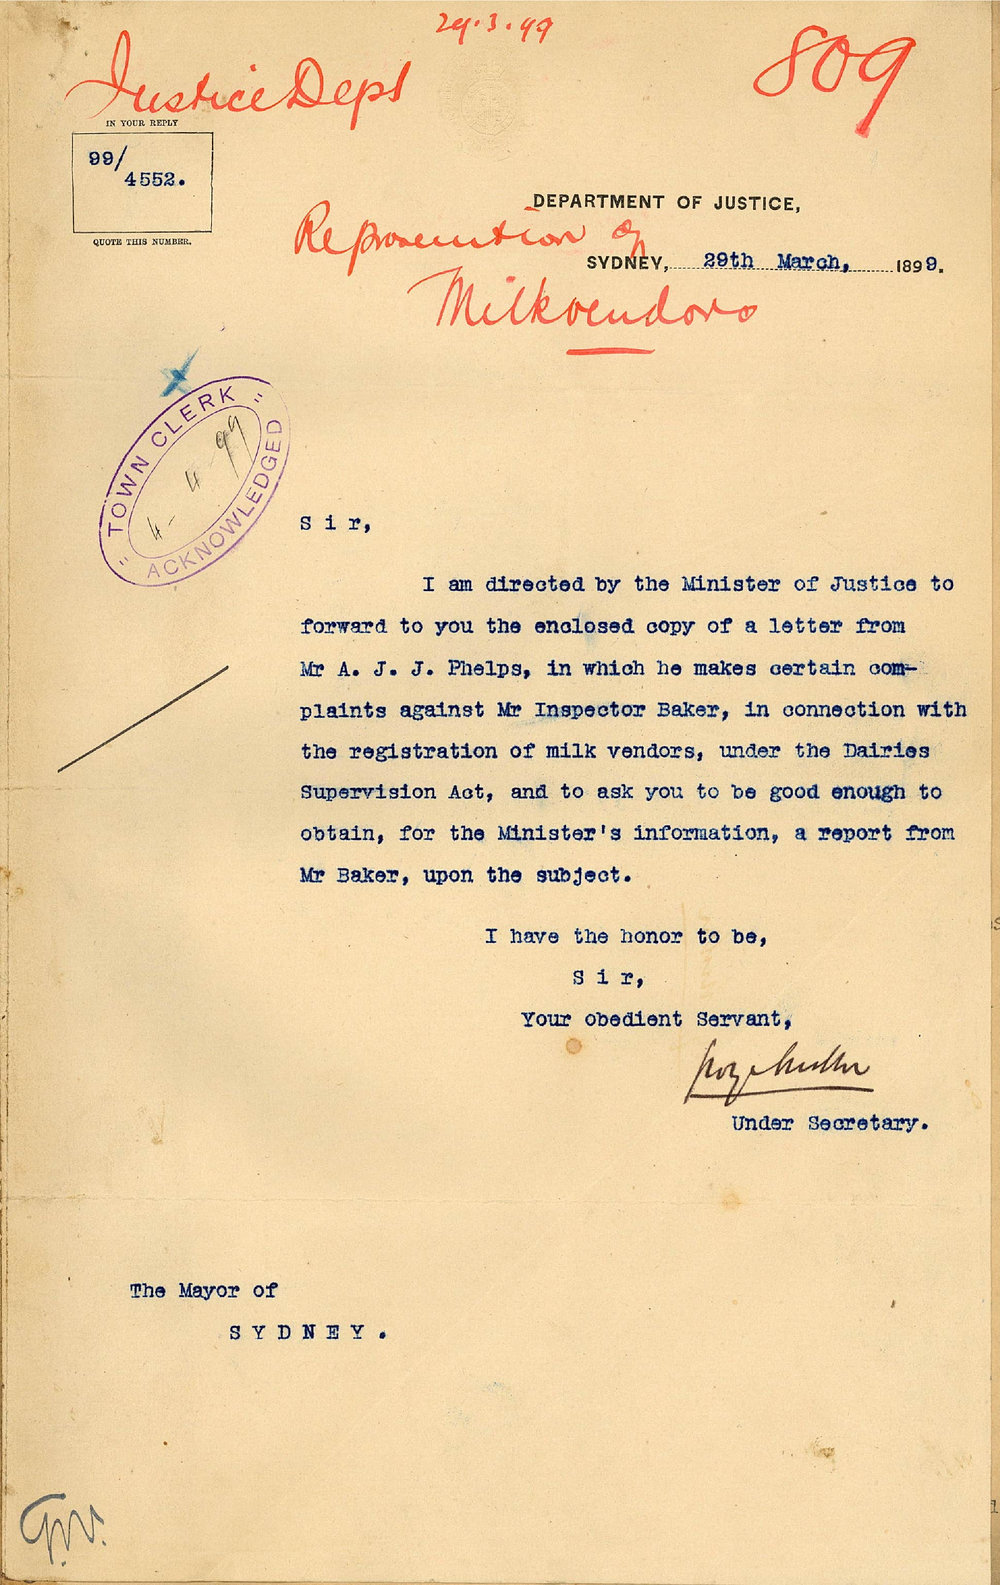 29.3.99
809
Justice Dept
IN YOUR REPLY
99/
4552.
QUOTE THIS NUMBER.
DEPARTMENT OF JUSTICE,
SYDNEY, 29th March, 1899.
of
Milkvendors
"TOWN CLERK"
4-4-99
ACKNOWLEDGED
Sir,
I am directed by the Minister of Justice to
forward to you the enclosed copy of a letter from
Mr A. J. J. Phelps, in which he makes certain com-
plaints against Mr Inspector Baker, in connection with
the registration of milk vendors, under the Dairies
Supervision Act, and to ask you to be good enough to
obtain, for the Minister's information, a report from
Mr Baker, upon the subject.
I have the honor to be,
Sir,
Your obedient Servant,
Under Secretary.
The Mayor of
SYDNEY.